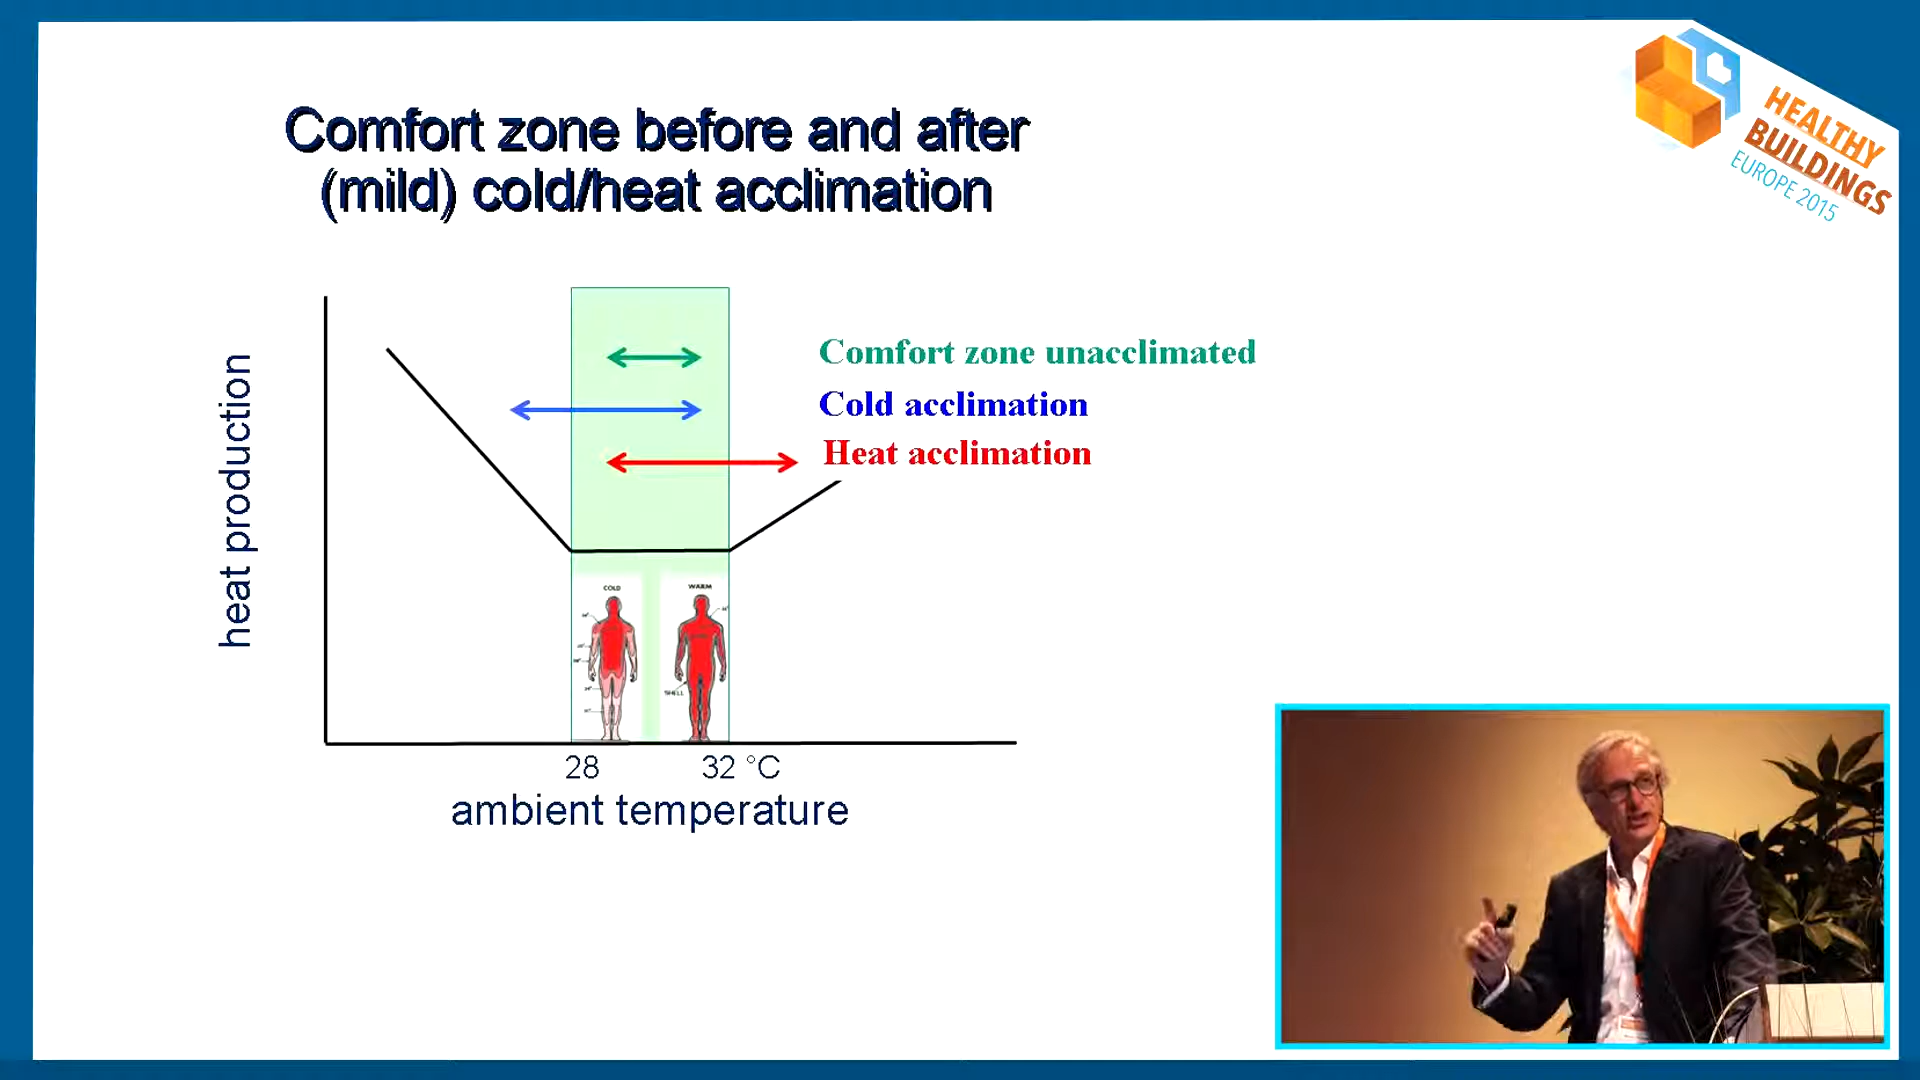 Comfort zone before and after
(mild) cold/heat acclimation
HEALTHY
BUILDINGS
EUROPE 2015
Comfort zone unacclimated
Cold acclimation
Heat acclimation
heat production
COLD
WARM
SHELL
28
32 °C
ambient temperature